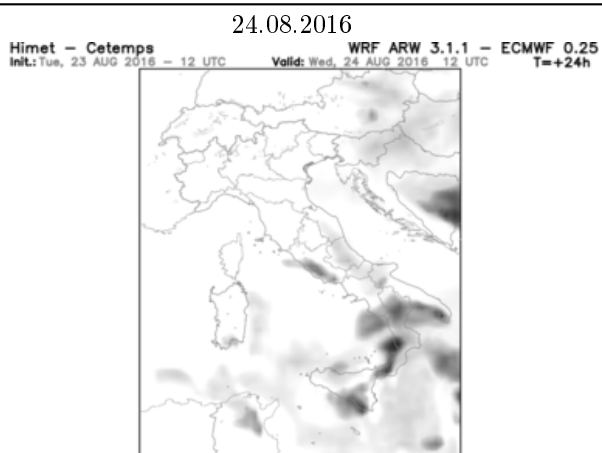 24.08.2016
Himet - Cetemps WRF ARW 3.1.1 - ECMWF 0.25
Init.: Tue, 23 AUG 2016 - 12 UTC Valid: Wed, 24 AUG 2016 12 UTC T=+24h